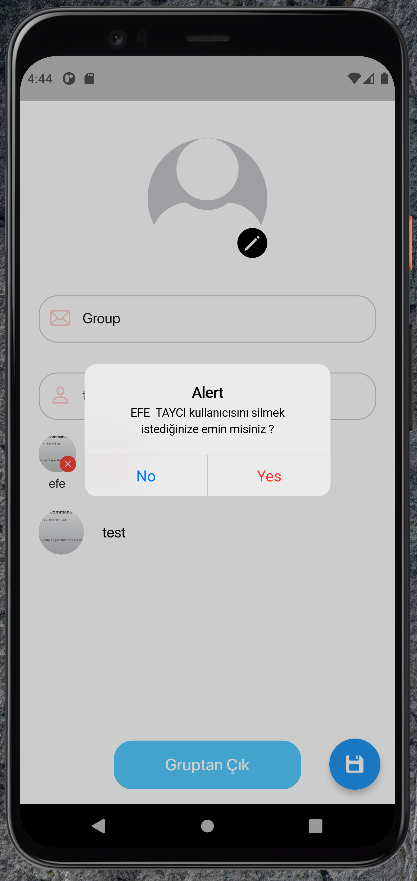 4:44
Group
Alert
EFE TAYCI kullanıcısını silmek
istediğinize emin misiniz ?
No
Yes
efe
test
Gruptan Çık